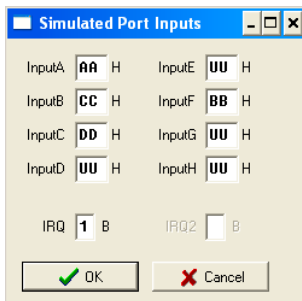 Simulated Port Inputs
InputA AA H InputE UU H
InputB CC H InputF BB H
InputC DD H InputG UU H
InputD UU H InputH UU H
IRQ 1 B IRQ2 B
OK Cancel